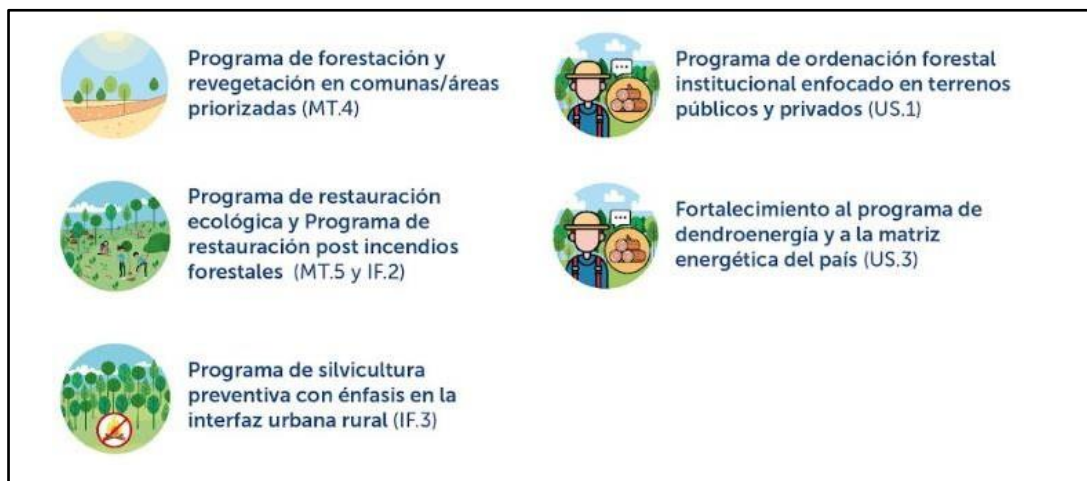 Programa de forestación y
revegetación en comunas/áreas
priorizadas (MT.4)
Programa de restauración
ecológica y Programa de
restauración post incendios
forestales (MT.5 y IF.2)
Programa de silvicultura
preventiva con énfasis en la
interfaz urbana rural (IF.3)
Programa de ordenación forestal
institucional enfocado en terrenos
públicos y privados (US.1)
Fortalecimiento al programa de
dendroenergía y a la matriz
energética del país (US.3)